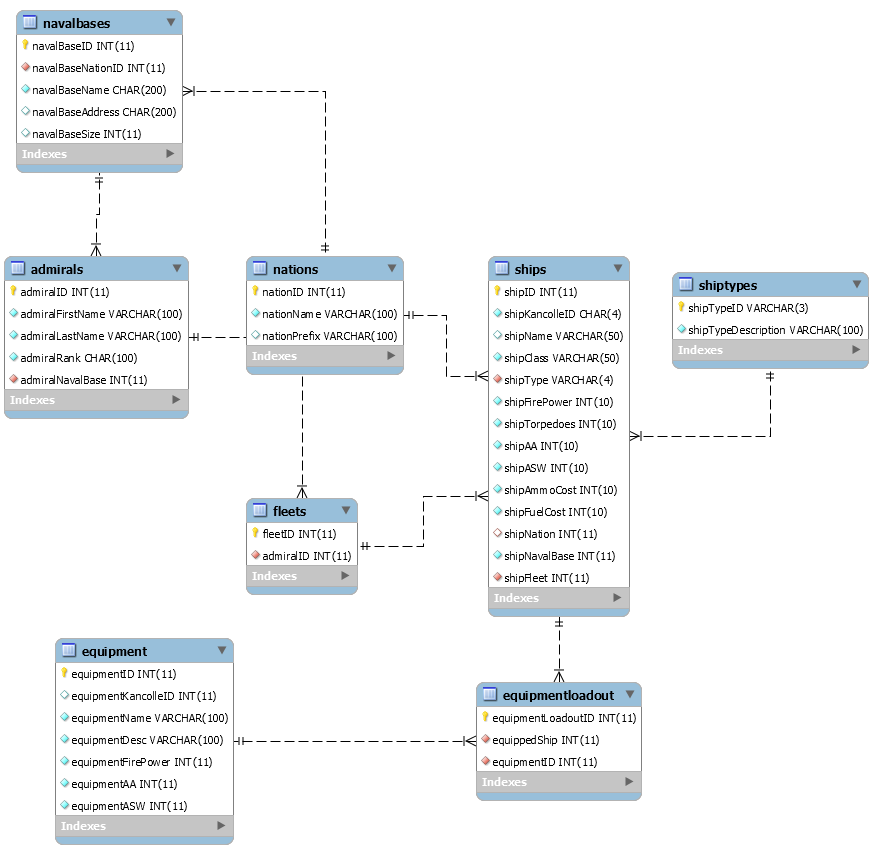 navalbases
navalBaseID INT(11)
navalBaseNationID INT(11)
navalBaseName CHAR(200)
navalBaseAddress CHAR(200)
navalBaseSize INT(11)
Indexes
admirals
admiralID INT(11)
admiralFirstName VARCHAR(100)
admiralLastName VARCHAR(100)
admiralRank CHAR(100)
admiralNavalBase INT(11)
Indexes
nations
nationID INT(11)
nationName VARCHAR(100)
nationPrefix VARCHAR(100)
Indexes
ships
shipID INT(11)
shipKancolleID CHAR(4)
shipName VARCHAR(50)
shipClass VARCHAR(50)
shipType VARCHAR(4)
shipFirePower INT(10)
shipTorpedoes INT(10)
shipAA INT(10)
shipASW INT(10)
shipAmmoCost INT(10)
shipFuelCost INT(10)
shipNation INT(11)
shipNavalBase INT(11)
shipFleet INT(11)
Indexes
shiptypes
shipTypeID VARCHAR(3)
shipTypeDescription VARCHAR(100)
Indexes
fleets
fleetID INT(11)
admiralID INT(11)
Indexes
equipment
equipmentID INT(11)
equipmentKancolleID INT(11)
equipmentName VARCHAR(100)
equipmentDesc VARCHAR(100)
equipmentFirePower INT(11)
equipmentAA INT(11)
equipmentASW INT(11)
Indexes
equipmentloadout
equipmentLoadoutID INT(11)
equippedShip INT(11)
equipmentID INT(11)
Indexes